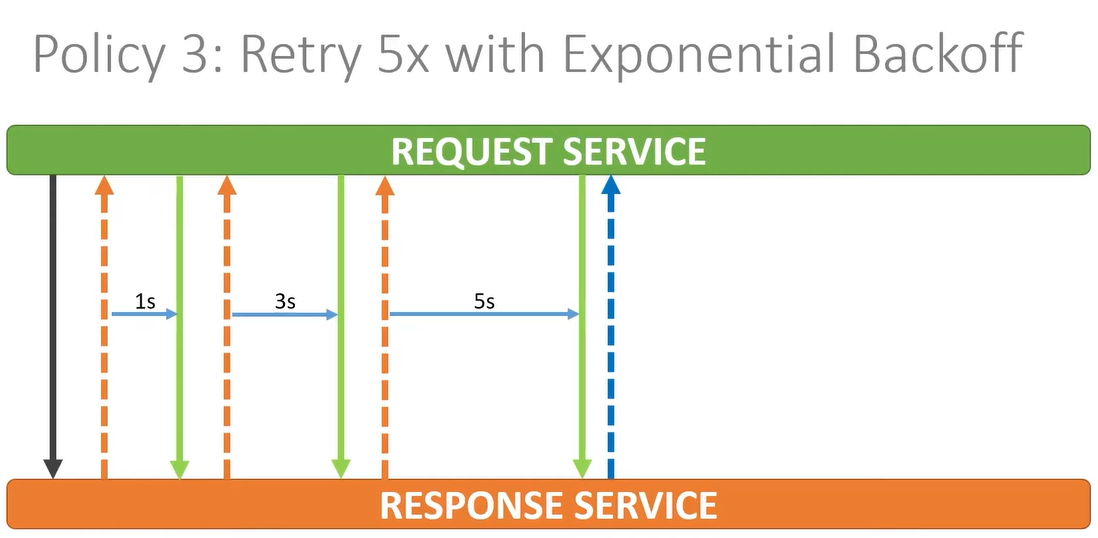 Policy 3: Retry 5x with Exponential Backoff
REQUEST SERVICE
1s
3s
5s
RESPONSE SERVICE